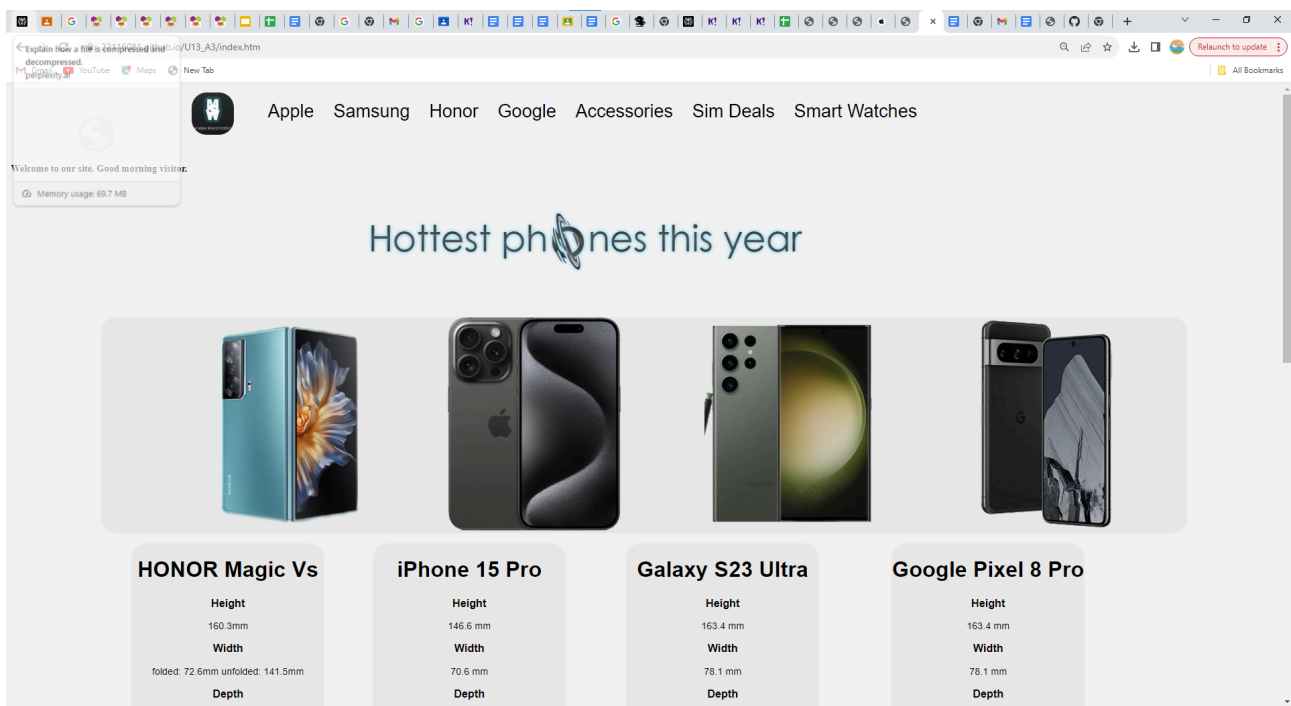 Explain how a file is compressed and
decompressed.
perplexity.ai
.io/U13_A3/index.htm
Relaunch to update
Gmail YouTube Maps New Tab
All Bookmarks
Apple Samsung Honor Google Accessories Sim Deals Smart Watches
Welcome to our site. Good morning visitor.
Memory usage: 69.7 MB
Hottest phones this year
HONOR Magic Vs iPhone 15 Pro Galaxy S23 Ultra Google Pixel 8 Pro
Height Height Height Height
160.3mm 146.6 mm 163.4 mm 163.4 mm
Width Width Width Width
folded: 72.6mm unfolded: 141.5mm 70.6 mm 78.1 mm 78.1 mm
Depth Depth Depth Depth